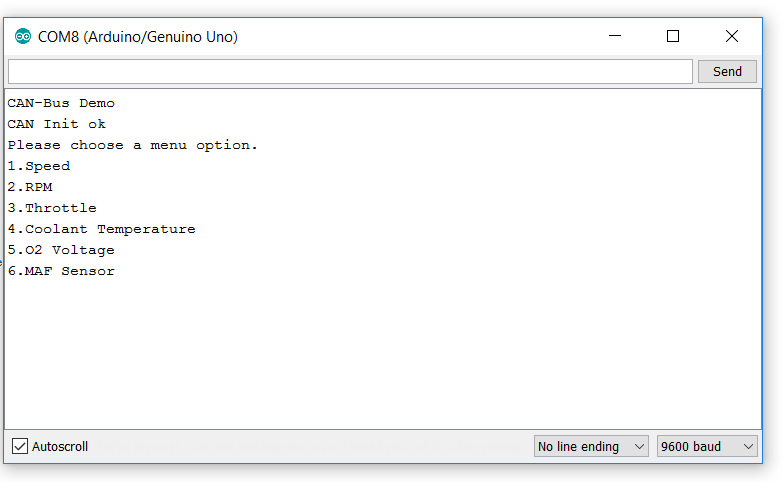 COM8 (Arduino/Genuino Uno)
Send
CAN-Bus Demo
CAN Init ok
Please choose a menu option.
1.Speed
2.RPM
3.Throttle
4.Coolant Temperature
5.O2 Voltage
6.MAF Sensor
Autoscroll
No line ending
9600 baud